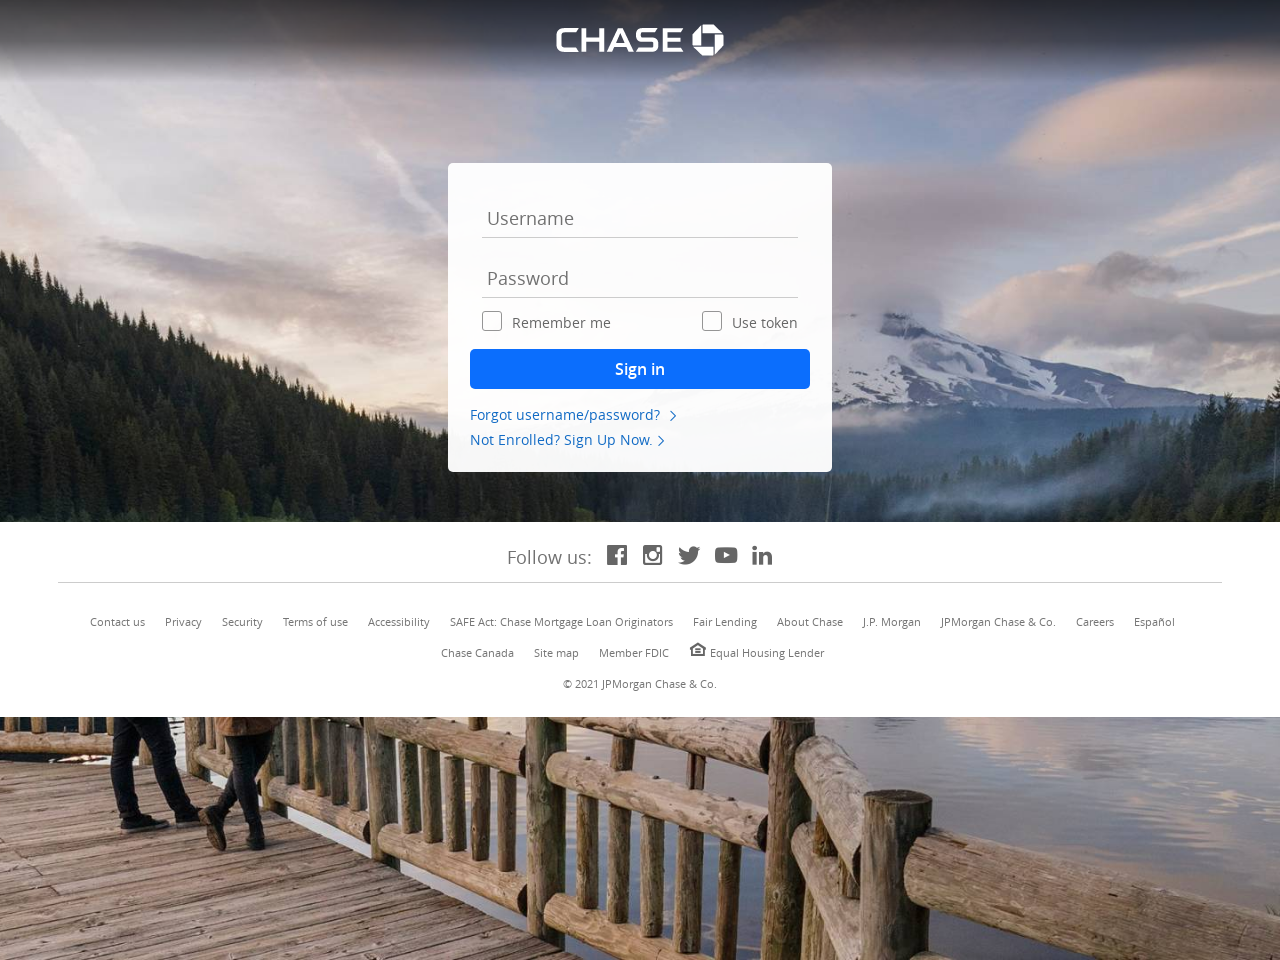 CHASE
Username
Password
Remember me Use token
Sign in
Forgot username/password?
Not Enrolled? Sign Up Now.
Follow us:
Contact us Privacy Security Terms of use Accessibility SAFE Act: Chase Mortgage Loan Originators Fair Lending About Chase J.P. Morgan JPMorgan Chase & Co. Careers Español
Chase Canada Site map Member FDIC Equal Housing Lender
© 2021 JPMorgan Chase & Co.